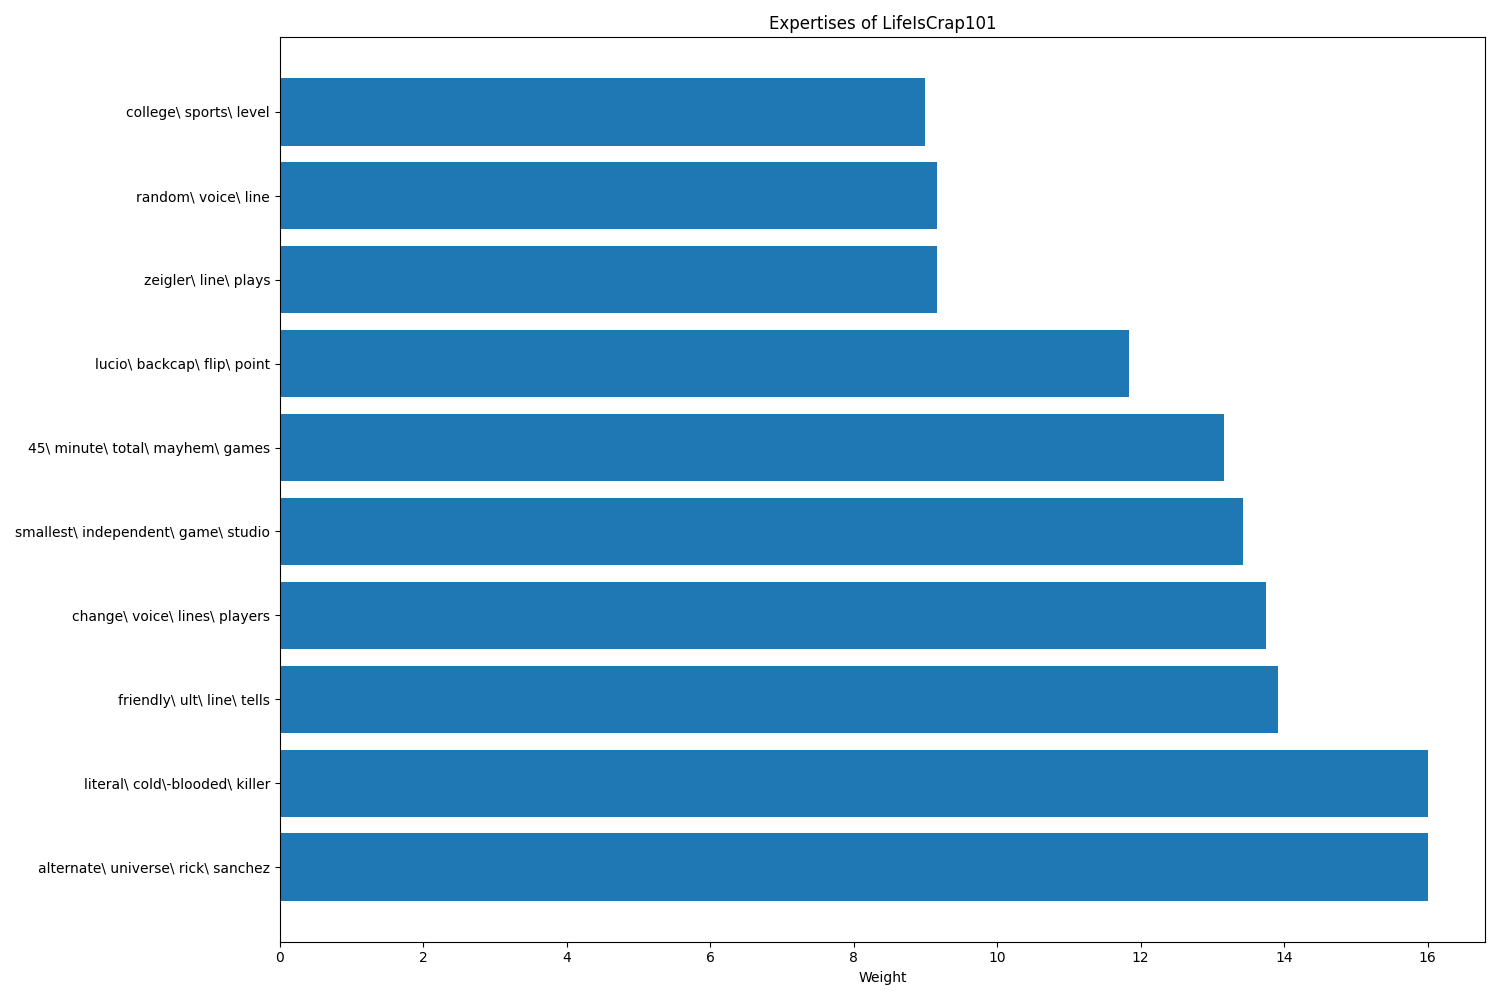 Expertises of LifeIsCrap101
college\ sports\ level
random\ voice\ line
zeigler\ line\ plays
lucio\ backcap\ flip\ point
45\ minute\ total\ mayhem\ games
smallest\ independent\ game\ studio
change\ voice\ lines\ players
friendly\ ult\ line\ tells
literal\ cold\-blooded\ killer
alternate\ universe\ rick\ sanchez
0 2 4 6 8 10 12 14 16
Weight